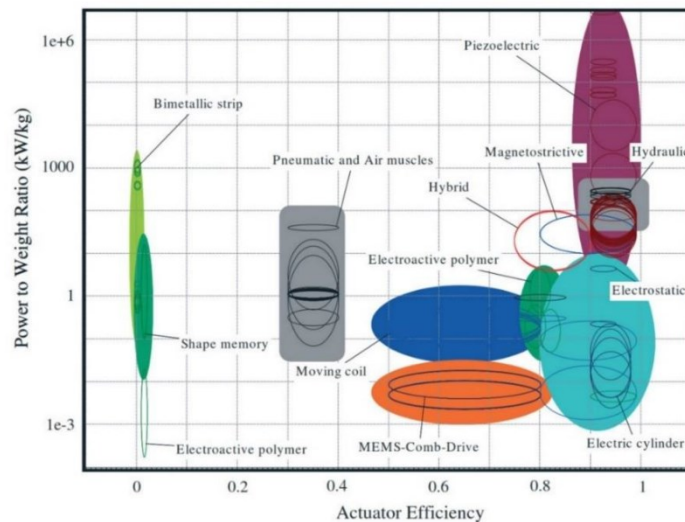 1e+6
Piezoelectric
Bimetallic strip
1000
Pneumatic and Air muscles
Magnetostrictive
Hydraulic
Hybrid
Electroactive polymer
1
Electrostatic
Shape memory
Moving coil
1e-3
Electroactive polymer
MEMS-Comb-Drive
Electric cylinder
0
0.2
0.4
0.6
0.8
1
Actuator Efficiency
Power to Weight Ratio (kW/kg)